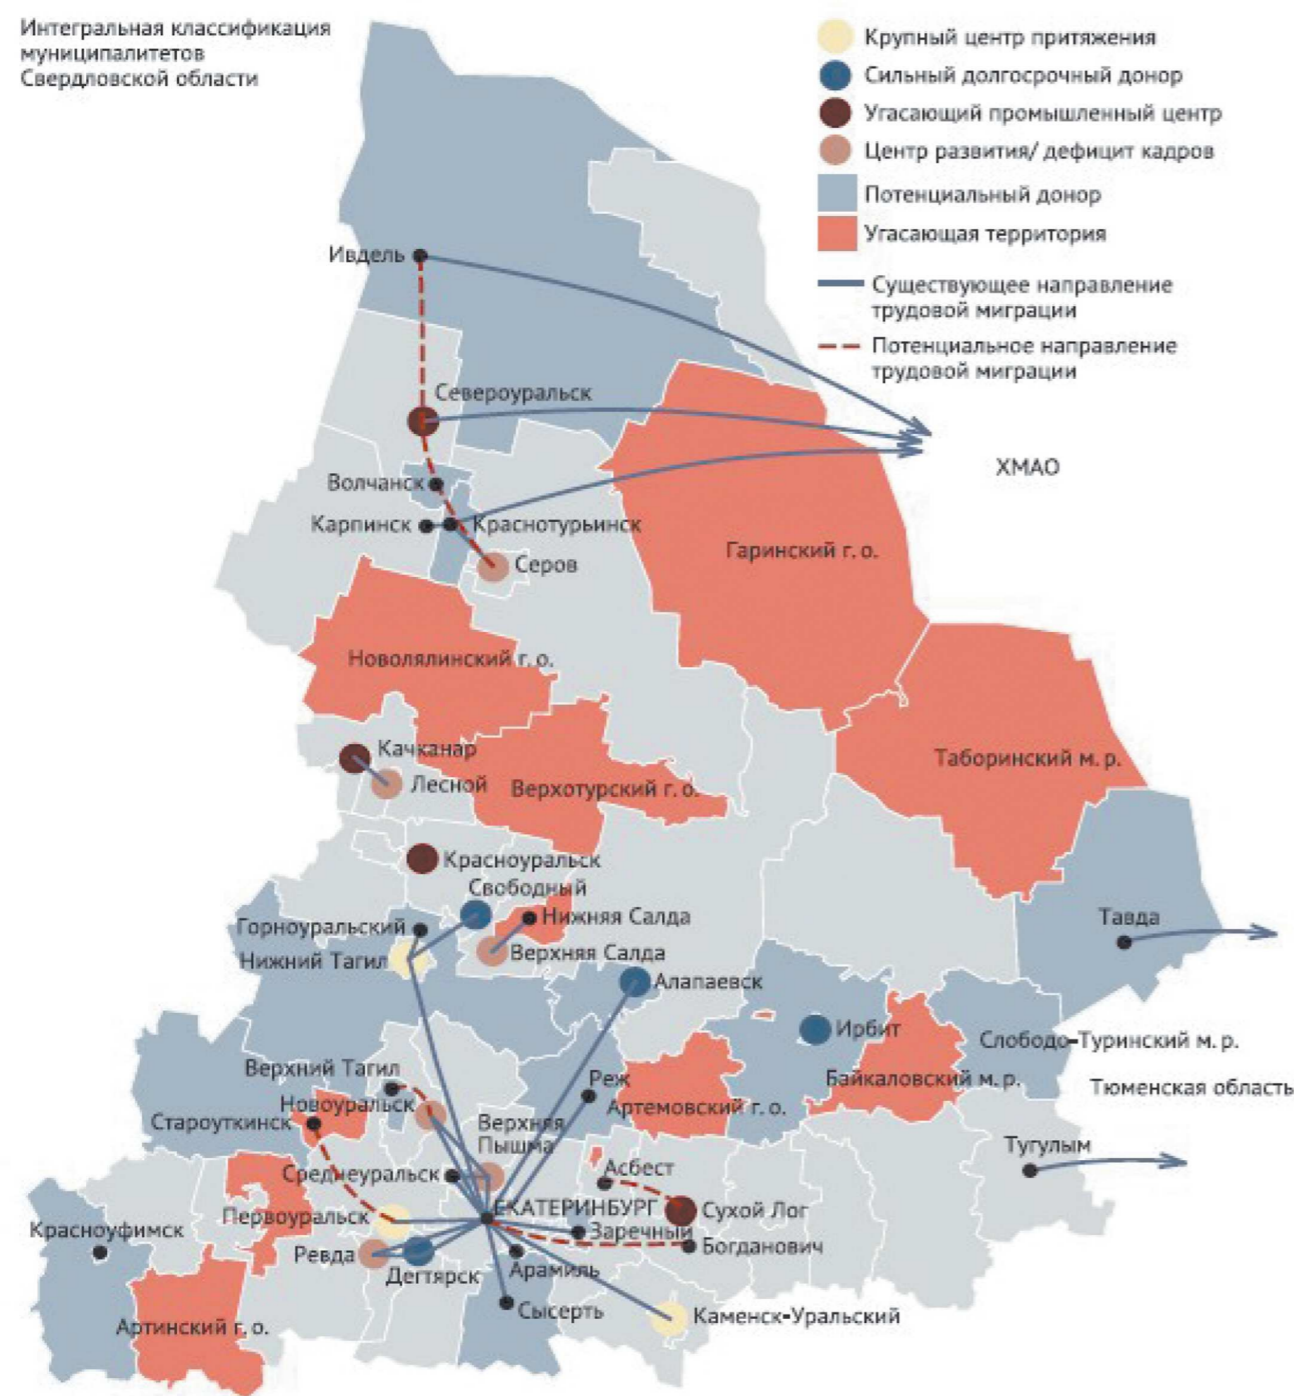 Интегральная классификация
муниципалитетов
Свердловской области
Крупный центр притяжения
Сильный долгосрочный донор
Угасающий промышленный центр
Центр развития/ дефицит кадров
Потенциальный донор
Угасающая территория
Существующее направление
трудовой миграции
Потенциальное направление
трудовой миграции
Ивдель
Североуральск
ХМАО
Волчанск
Карпинск
Краснотурьинск
Гаринский г. о.
Серов
Новолялинский г. о.
Качканар
Таборинский м. р.
Лесной
Верхотурский г. о.
Красноуральск
Свободный
Горноуральский
Нижняя Салда
Тавда
Нижний Тагил
Верхняя Салда
Алапаевск
Ирбит
Слободо-Туринский м. р.
Верхний Тагил
Реж
Байкаловский м. р.
Тюменская область
Новоуральск
Артемовский г. о.
Староуткинск
Верхняя
Пышма
Тугулым
Среднеуральск
Асбест
ЕКАТЕРИНБУРГ
Сухой Лог
Первоуральск
Красноуфимск
Заречный
Ревда
Богданович
Дегтярск
Арамиль
Сысерть
Каменск-Уральский
Артинский г. о.